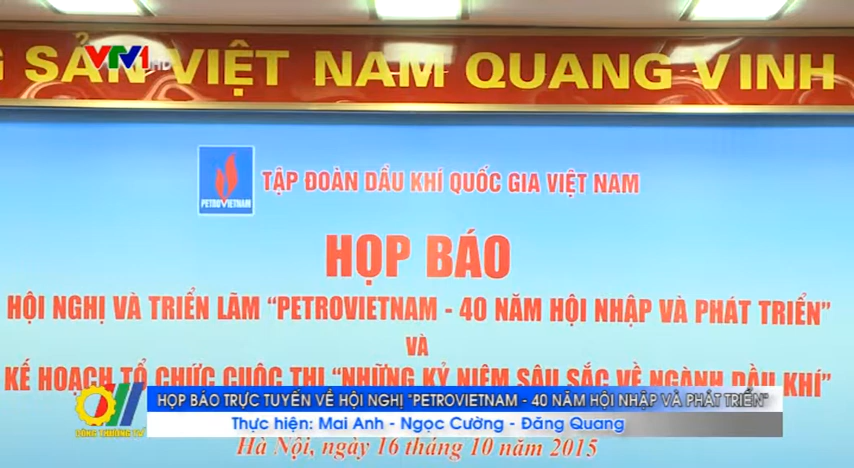 G SẢN VIỆT NAM QUANG VINH
VTV1
HD
PETROVIETNAM
TẬP ĐOÀN DẦU KHÍ QUỐC GIA VIỆT NAM
HỌP BÁO
HỘI NGHỊ VÀ TRIỂN LÃM “PETROVIETNAM - 40 NĂM HỘI NHẬP VÀ PHÁT TRIỂN”
VÀ
KẾ HOẠCH TỔ CHỨC CUỘC THI “NHỮNG KỶ NIỆM SÂU SẮC VỀ NGÀNH DẦU KHÍ”
HỌP BÁO TRỰC TUYẾN VỀ HỘI NGHỊ "PETROVIETNAM - 40 NĂM HỘI NHẬP VÀ PHÁT TRIỂN"
CÔNG THƯƠNG
Thực hiện: Mai Anh - Ngọc Cường - Đăng Quang
Hà Nội, ngày 16 tháng 10 năm 2015